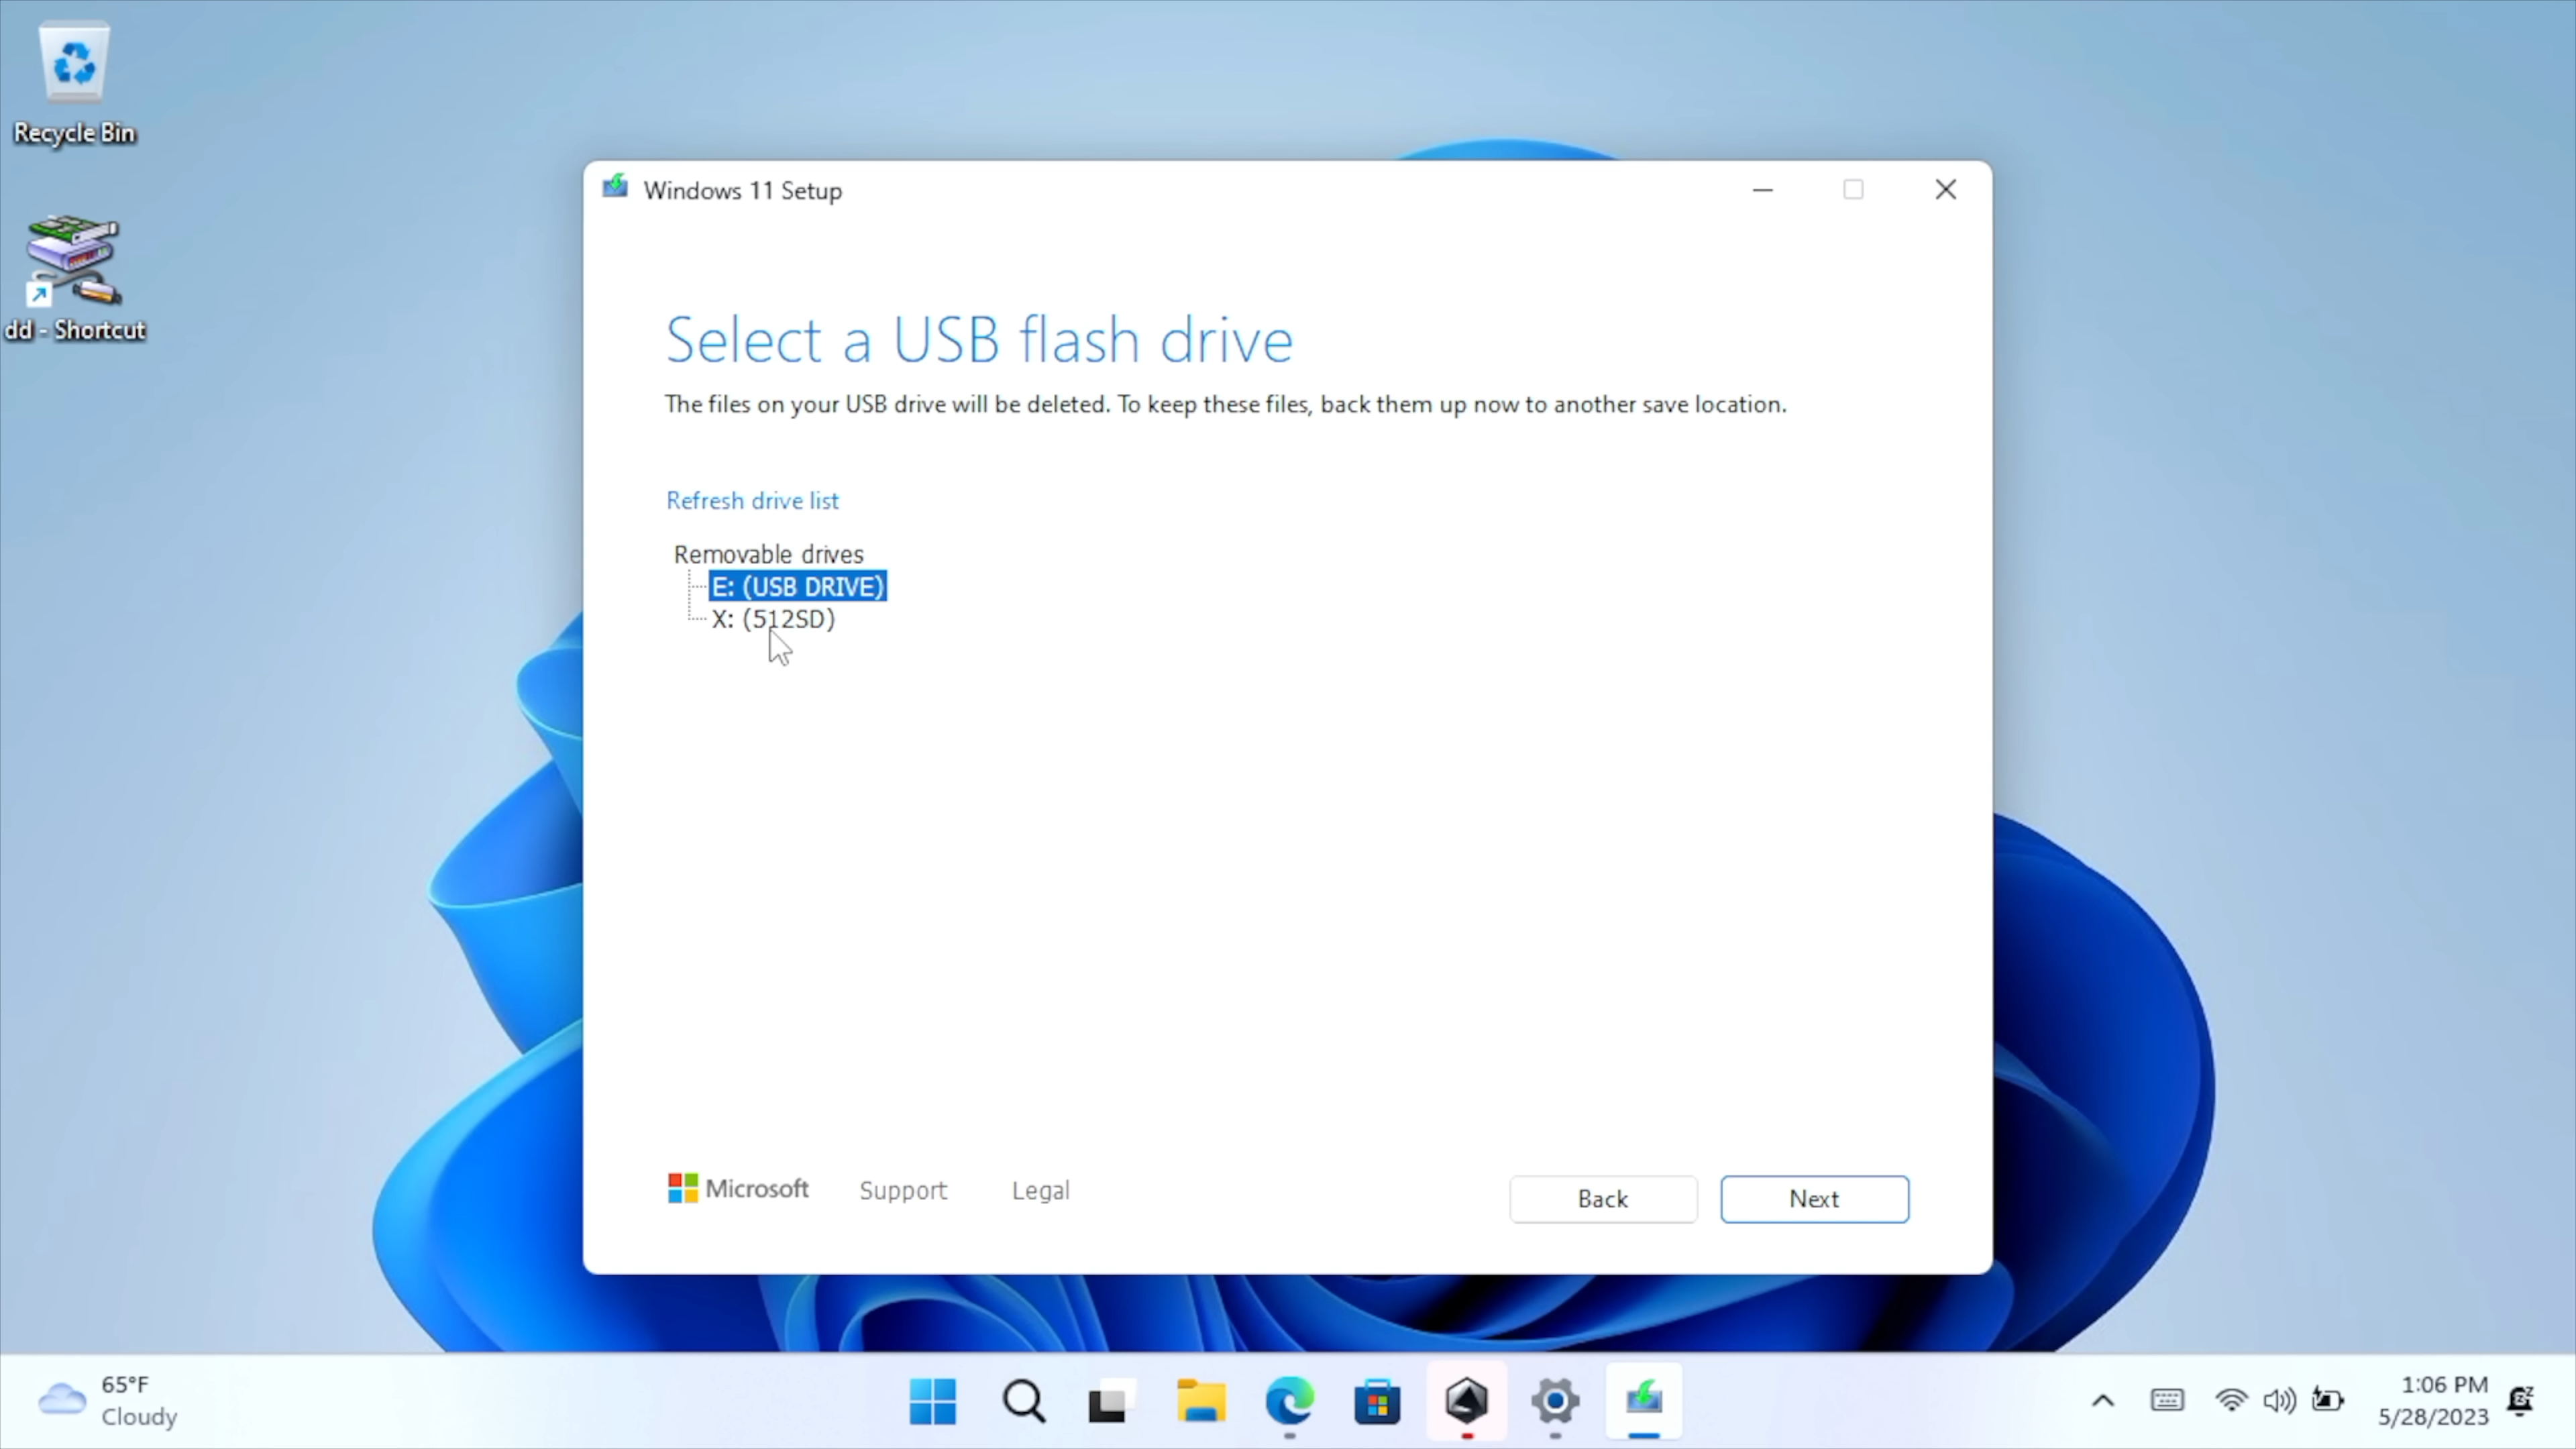 Recycle Bin
dd - Shortcut
Windows 11 Setup
Select a USB flash drive
The files on your USB drive will be deleted. To keep these files, back them up now to another save location.
Refresh drive list
Removable drives
E: (USB DRIVE)
X: (512SD)
Microsoft Support Legal
Back Next
65°F
Cloudy
1:06 PM
5/28/2023